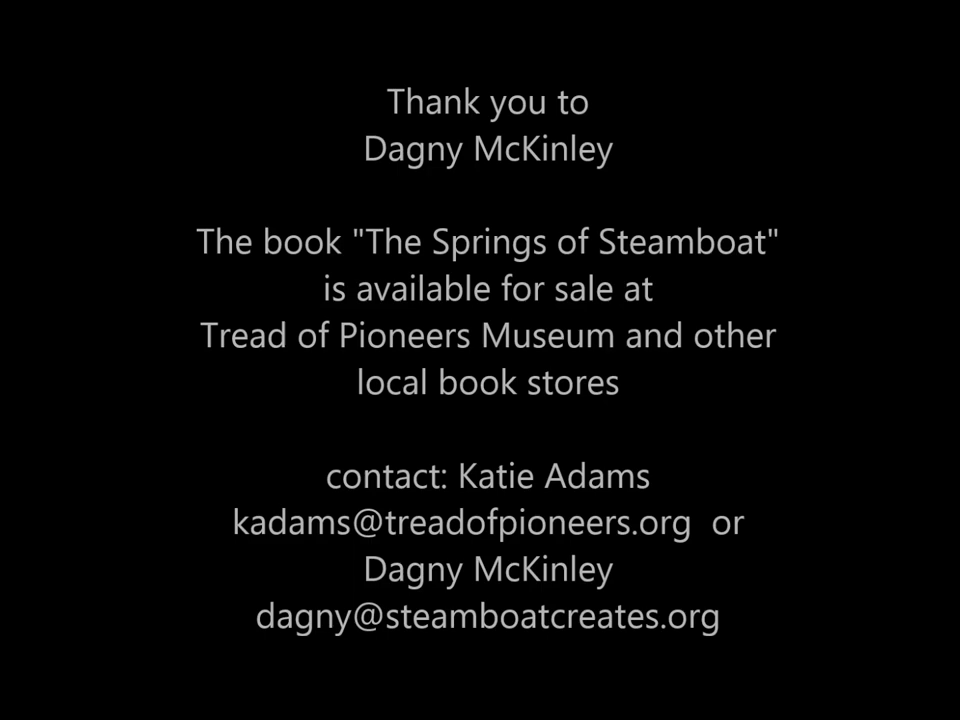 Thank you to
Dagny McKinley
The book "The Springs of Steamboat"
is available for sale at
Tread of Pioneers Museum and other
local book stores
contact: Katie Adams
kadams@treadofpioneers.org or
Dagny McKinley
dagny@steamboatcreates.org